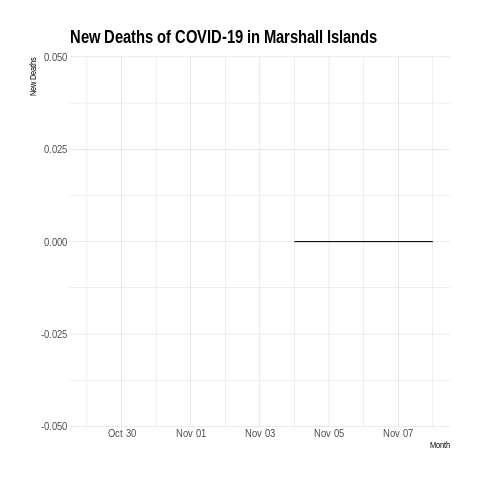 New Deaths of COVID-19 in Marshall Islands
New Deaths
0.050
0.025
0.000
-0.025
-0.050
Oct 30 Nov 01 Nov 03 Nov 05 Nov 07
Month